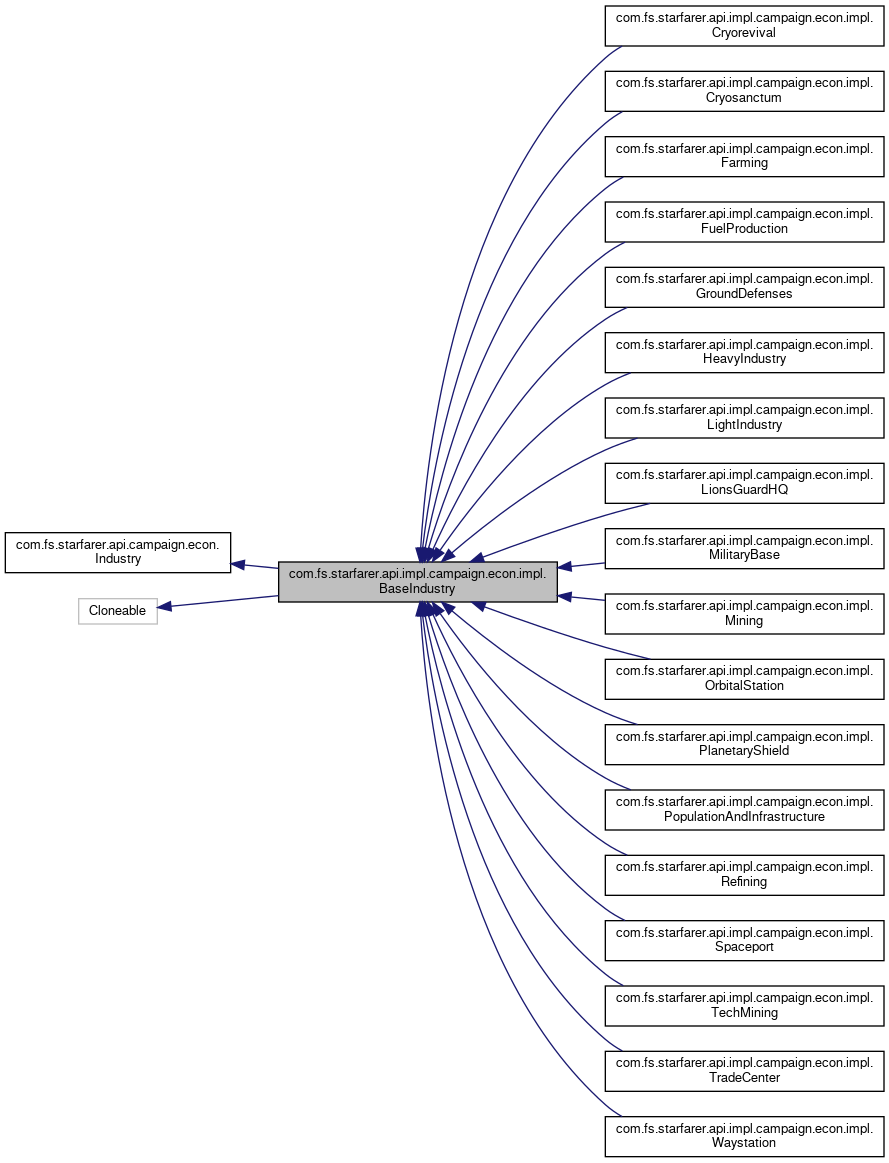 com.fs.starfarer.api.campaign.econ.
Industry
Cloneable
com.fs.starfarer.api.impl.campaign.econ.impl.
BaseIndustry
com.fs.starfarer.api.impl.campaign.econ.impl.
Cryorevival
com.fs.starfarer.api.impl.campaign.econ.impl.
Cryosanctum
com.fs.starfarer.api.impl.campaign.econ.impl.
Farming
com.fs.starfarer.api.impl.campaign.econ.impl.
FuelProduction
com.fs.starfarer.api.impl.campaign.econ.impl.
GroundDefenses
com.fs.starfarer.api.impl.campaign.econ.impl.
HeavyIndustry
com.fs.starfarer.api.impl.campaign.econ.impl.
LightIndustry
com.fs.starfarer.api.impl.campaign.econ.impl.
LionsGuardHQ
com.fs.starfarer.api.impl.campaign.econ.impl.
MilitaryBase
com.fs.starfarer.api.impl.campaign.econ.impl.
Mining
com.fs.starfarer.api.impl.campaign.econ.impl.
OrbitalStation
com.fs.starfarer.api.impl.campaign.econ.impl.
PlanetaryShield
com.fs.starfarer.api.impl.campaign.econ.impl.
PopulationAndInfrastructure
com.fs.starfarer.api.impl.campaign.econ.impl.
Refining
com.fs.starfarer.api.impl.campaign.econ.impl.
Spaceport
com.fs.starfarer.api.impl.campaign.econ.impl.
TechMining
com.fs.starfarer.api.impl.campaign.econ.impl.
TradeCenter
com.fs.starfarer.api.impl.campaign.econ.impl.
Waystation